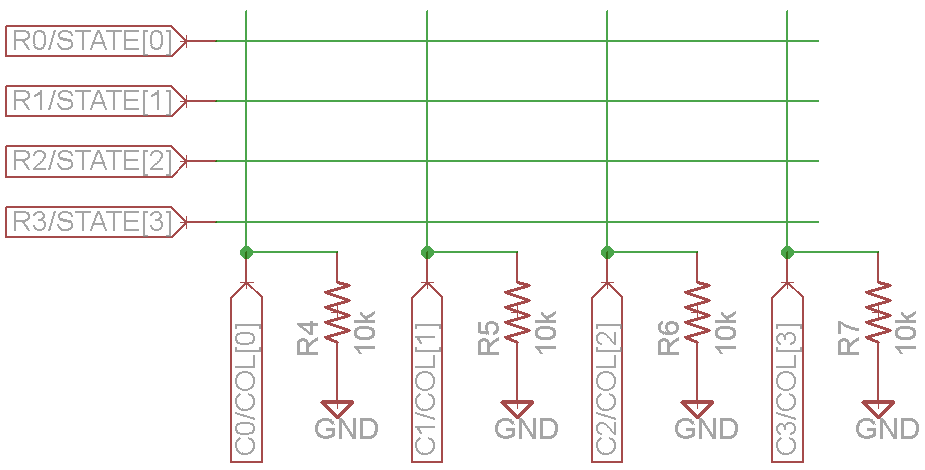 R0/STATE[0]
R1/STATE[1]
R2/STATE[2]
R3/STATE[3]
C0/COL[0]
R4
10k
GND
C1/COL[1]
R5
10k
GND
C2/COL[2]
R6
10k
GND
C3/COL[3]
R7
10k
GND